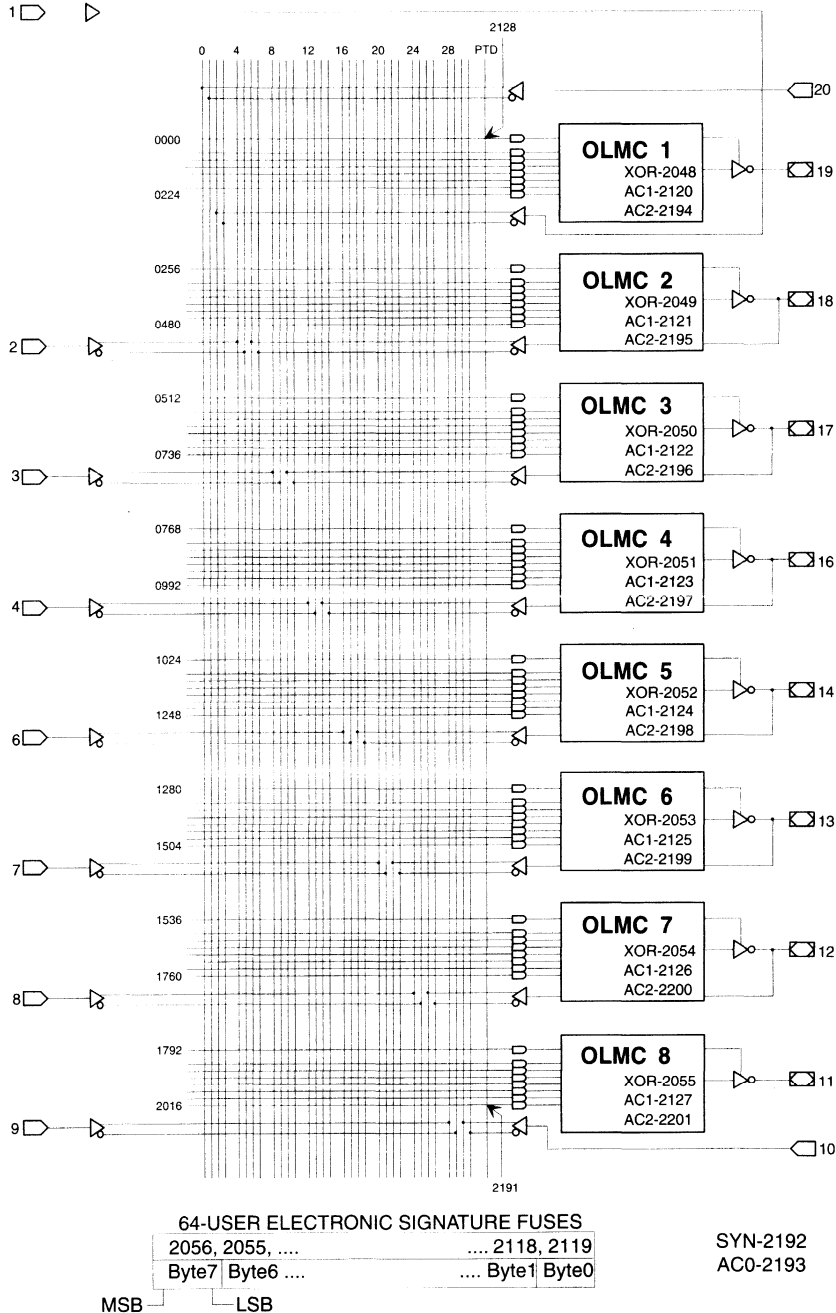 1
2128
0 4 8 12 16 20 24 28 PTD
20
0000
OLMC 1
XOR-2048
19
AC1-2120
0224
AC2-2194
0256
OLMC 2
XOR-2049
18
AC1-2121
0480
AC2-2195
2
0512
OLMC 3
XOR-2050
17
AC1-2122
0736
AC2-2196
3
0768
OLMC 4
XOR-2051
16
AC1-2123
0992
AC2-2197
4
1024
OLMC 5
XOR-2052
14
AC1-2124
1248
AC2-2198
6
1280
OLMC 6
XOR-2053
13
AC1-2125
1504
AC2-2199
7
1536
OLMC 7
XOR-2054
12
AC1-2126
1760
AC2-2200
8
1792
OLMC 8
XOR-2055
11
AC1-2127
2016
AC2-2201
9
10
2191
64-USER ELECTRONIC SIGNATURE FUSES
2056, 2055, .... .... 2118, 2119
Byte7 Byte6 .... .... Byte1 Byte0
MSB LSB
SYN-2192
AC0-2193